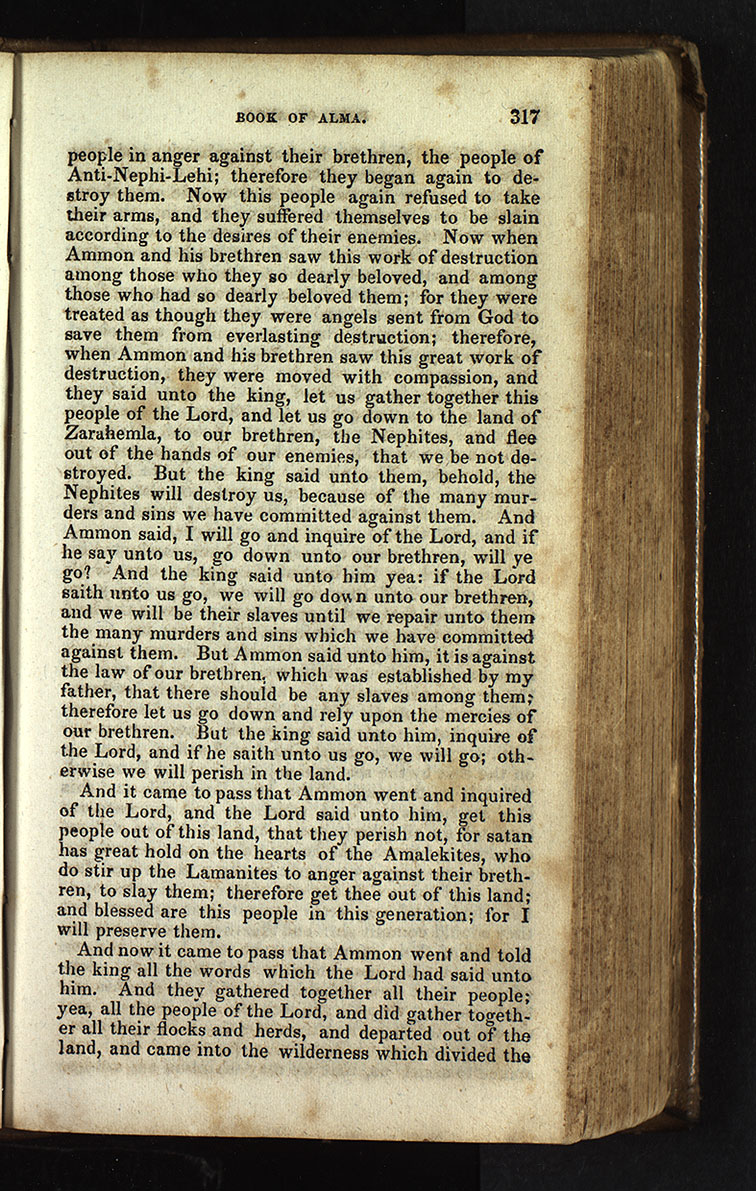 BOOK OF ALMA. 317
people in anger against their brethren, the people of
Anti-Nephi-Lehi; therefore they began again to de-
stroy them. Now this people again refused to take
their arms, and they suffered themselves to be slain
according to the desires of their enemies. Now when
Ammon and his brethren saw this work of destruction
among those who they so dearly beloved, and among
those who had so dearly beloved them; for they were
treated as though they were angels sent from God to
save them from everlasting destruction; therefore,
when Ammon and his brethren saw this great work of
destruction, they were moved with compassion, and
they said unto the king, let us gather together this
people of the Lord, and let us go down to the land of
Zarahemla, to our brethren, the Nephites, and flee
out of the hands of our enemies, that we be not de-
stroyed. But the king said unto them, behold, the
Nephites will destroy us, because of the many mur-
ders and sins we have committed against them. And
Ammon said, I will go and inquire of the Lord, and if
he say unto us, go down unto our brethren, will ye
go? And the king said unto him yea: if the Lord
saith unto us go, we will go down unto our brethren,
and we will be their slaves until we repair unto them
the many murders and sins which we have committed
against them. But Ammon said unto him, it is against
the law of our brethren, which was established by my
father, that there should be any slaves among them;
therefore let us go down and rely upon the mercies of
our brethren. But the king said unto him, inquire of
the Lord, and if he saith unto us go, we will go; oth-
erwise we will perish in the land.
And it came to pass that Ammon went and inquired
of the Lord, and the Lord said unto him, get this
people out of this land, that they perish not, for satan
has great hold on the hearts of the Amalekites, who
do stir up the Lamanites to anger against their breth-
ren, to slay them; therefore get thee out of this land;
and blessed are this people in this generation; for I
will preserve them.
And now it came to pass that Ammon went and told
the king all the words which the Lord had said unto
him. And they gathered together all their people;
yea, all the people of the Lord, and did gather togeth-
er all their flocks and herds, and departed out of the
land, and came into the wilderness which divided the